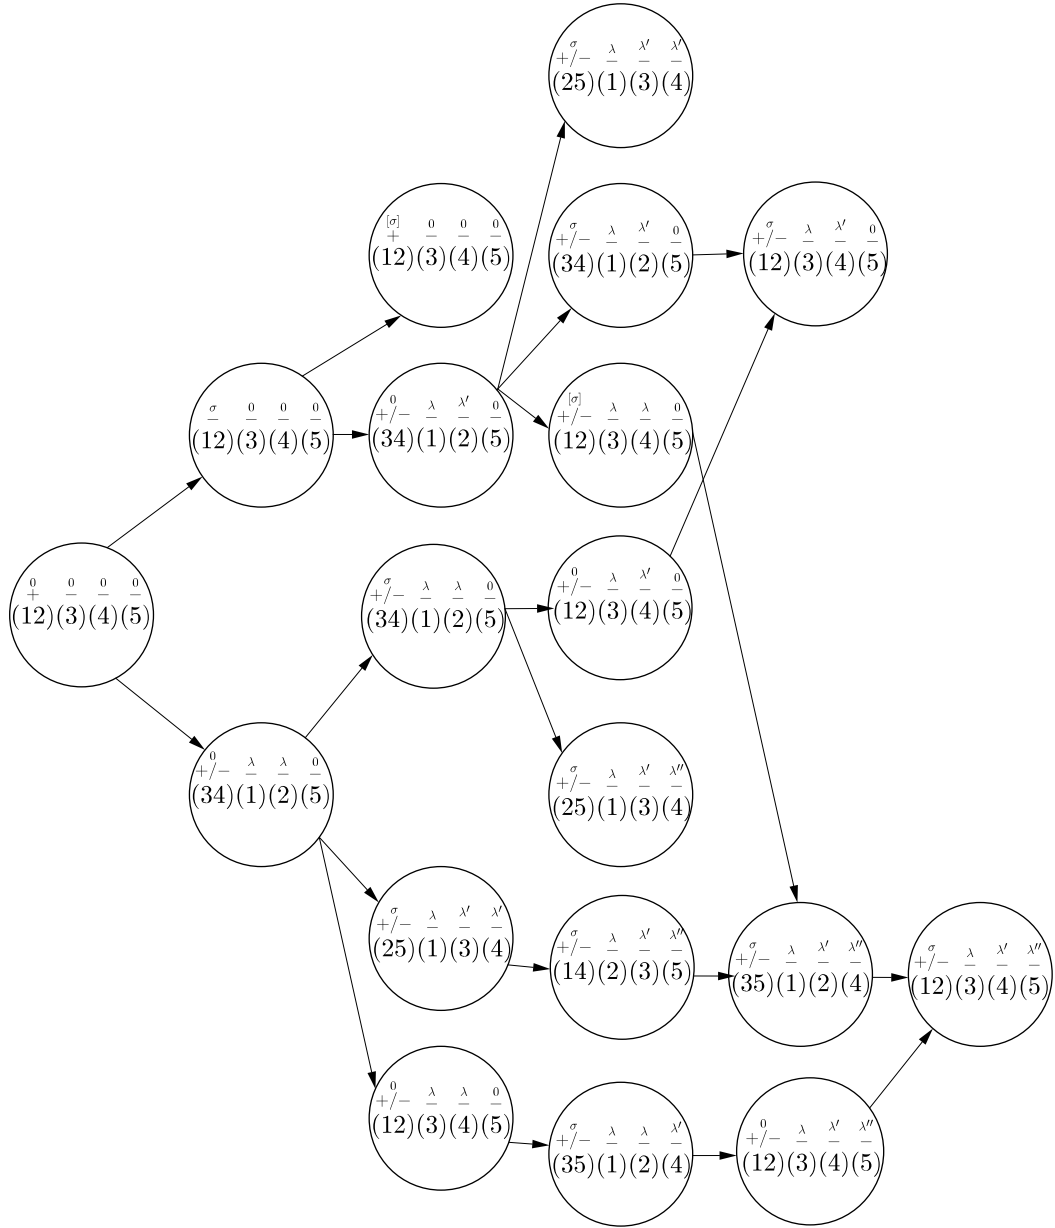 σ λ λ′ λ′
+/− − − −
(25)(1)(3)(4)
[σ] 0 0 0
+ − − −
(12)(3)(4)(5)
σ λ λ′ 0
+/− − − −
(34)(1)(2)(5)
σ λ λ′ 0
+/− − − −
(12)(3)(4)(5)
σ 0 0 0
− − − −
(12)(3)(4)(5)
0 λ λ′ 0
+/− − − −
(34)(1)(2)(5)
[σ] λ λ 0
+/− − − −
(12)(3)(4)(5)
0 0 0 0
+ − − −
(12)(3)(4)(5)
σ λ λ 0
+/− − − −
(34)(1)(2)(5)
0 λ λ′ 0
+/− − − −
(12)(3)(4)(5)
0 λ λ 0
+/− − − −
(34)(1)(2)(5)
σ λ λ′ λ″
+/− − − −
(25)(1)(3)(4)
σ λ λ′ λ′
+/− − − −
(25)(1)(3)(4)
σ λ λ′ λ″
+/− − − −
(14)(2)(3)(5)
σ λ λ′ λ″
+/− − − −
(35)(1)(2)(4)
σ λ λ′ λ″
+/− − − −
(12)(3)(4)(5)
0 λ λ 0
+/− − − −
(12)(3)(4)(5)
σ λ λ λ′
+/− − − −
(35)(1)(2)(4)
0 λ λ′ λ″
+/− − − −
(12)(3)(4)(5)